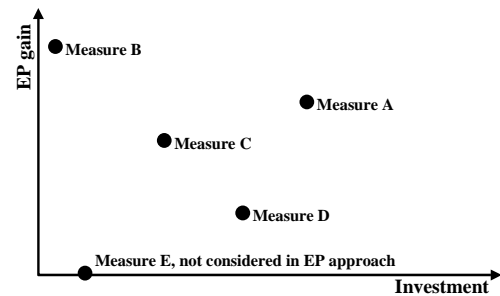 EP gain
Measure B
Measure A
Measure C
Measure D
Measure E, not considered in EP approach
Investment